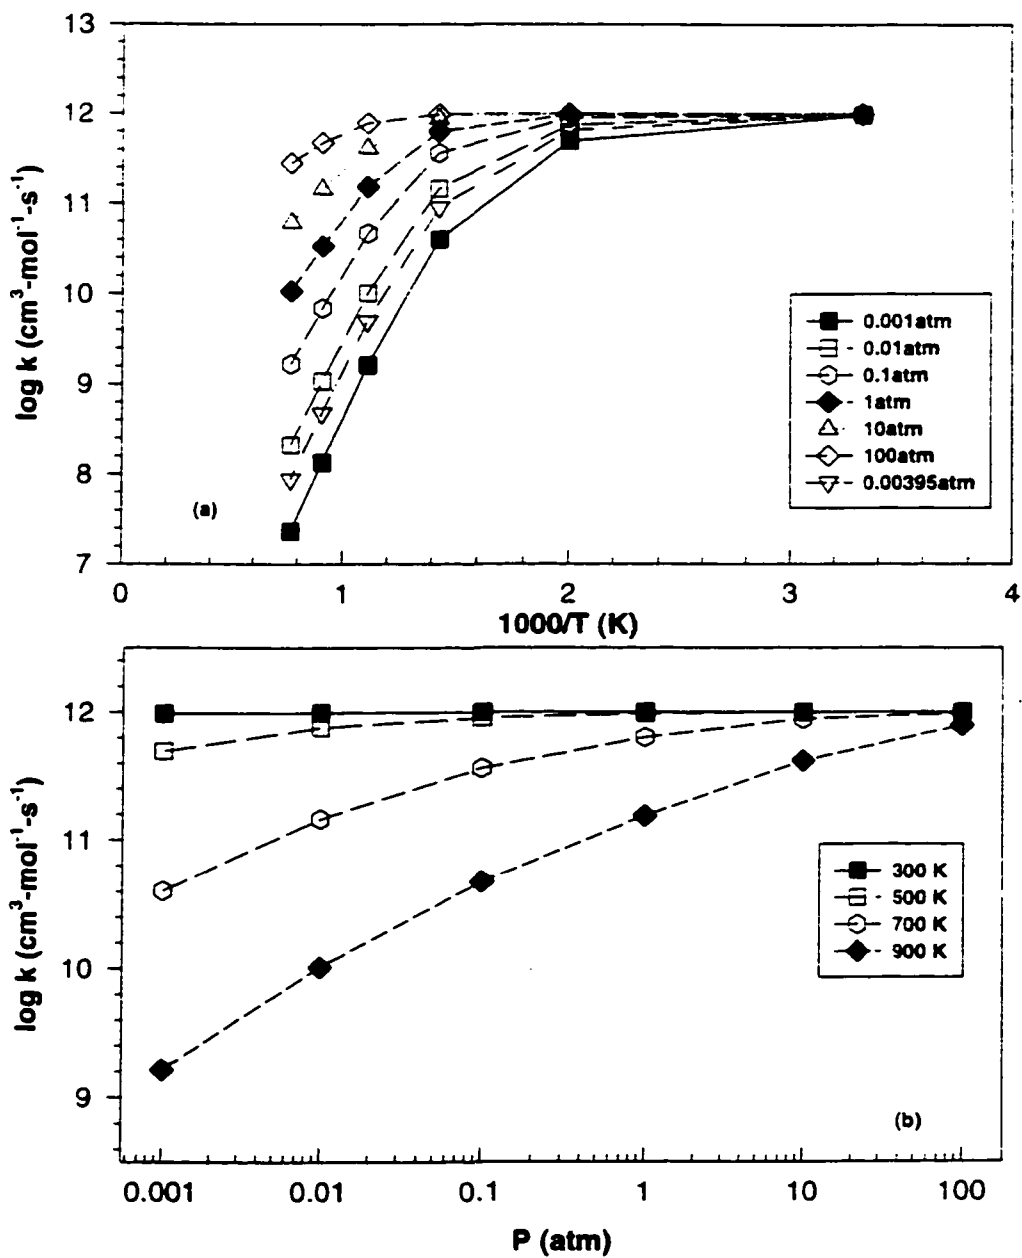 13
12
11
10
9
8
7
log k (cm³-mol⁻¹-s⁻¹)
0.001atm
0.01atm
0.1atm
1atm
10atm
100atm
0.00395atm
(a)
0 1 2 3 4
1000/T (K)
12
11
10
9
log k (cm³-mol⁻¹-s⁻¹)
300 K
500 K
700 K
900 K
(b)
0.001 0.01 0.1 1 10 100
P (atm)